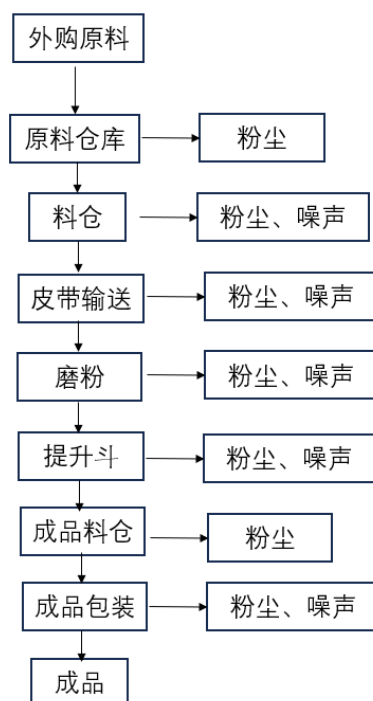 外购原料
原料仓库
粉尘
料仓
粉尘、噪声
皮带输送
粉尘、噪声
磨粉
粉尘、噪声
提升斗
粉尘、噪声
成品料仓
粉尘
成品包装
粉尘、噪声
成品